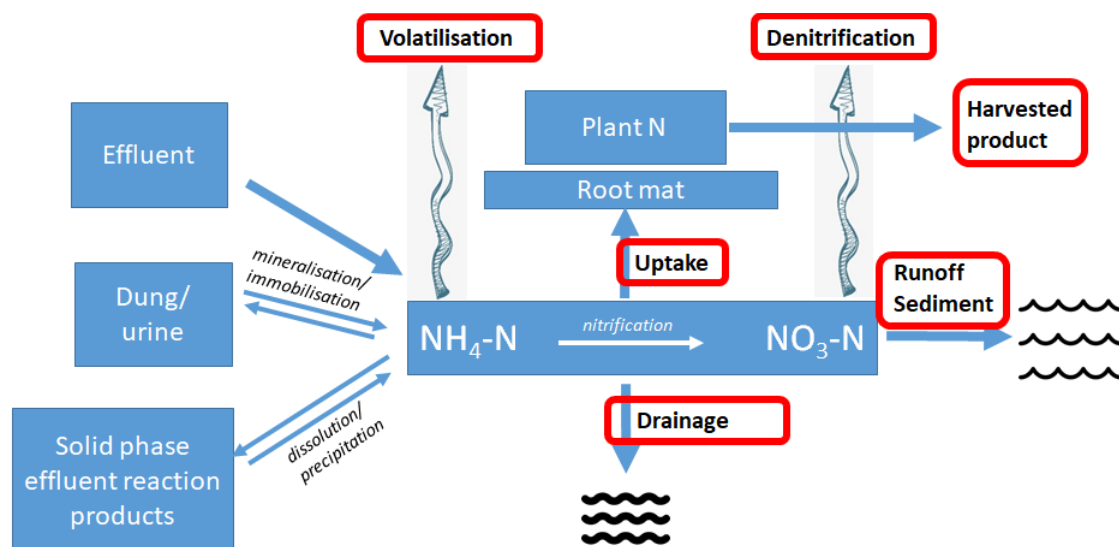 Volatilisation
Denitrification
Harvested
product
Plant N
Effluent
Root mat
mineralisation/
immobilisation
Uptake
Runoff
Sediment
Dung/
urine
NH₄-N
nitrification
NO₃-N
dissolution/
precipitation
Drainage
Solid phase
effluent reaction
products